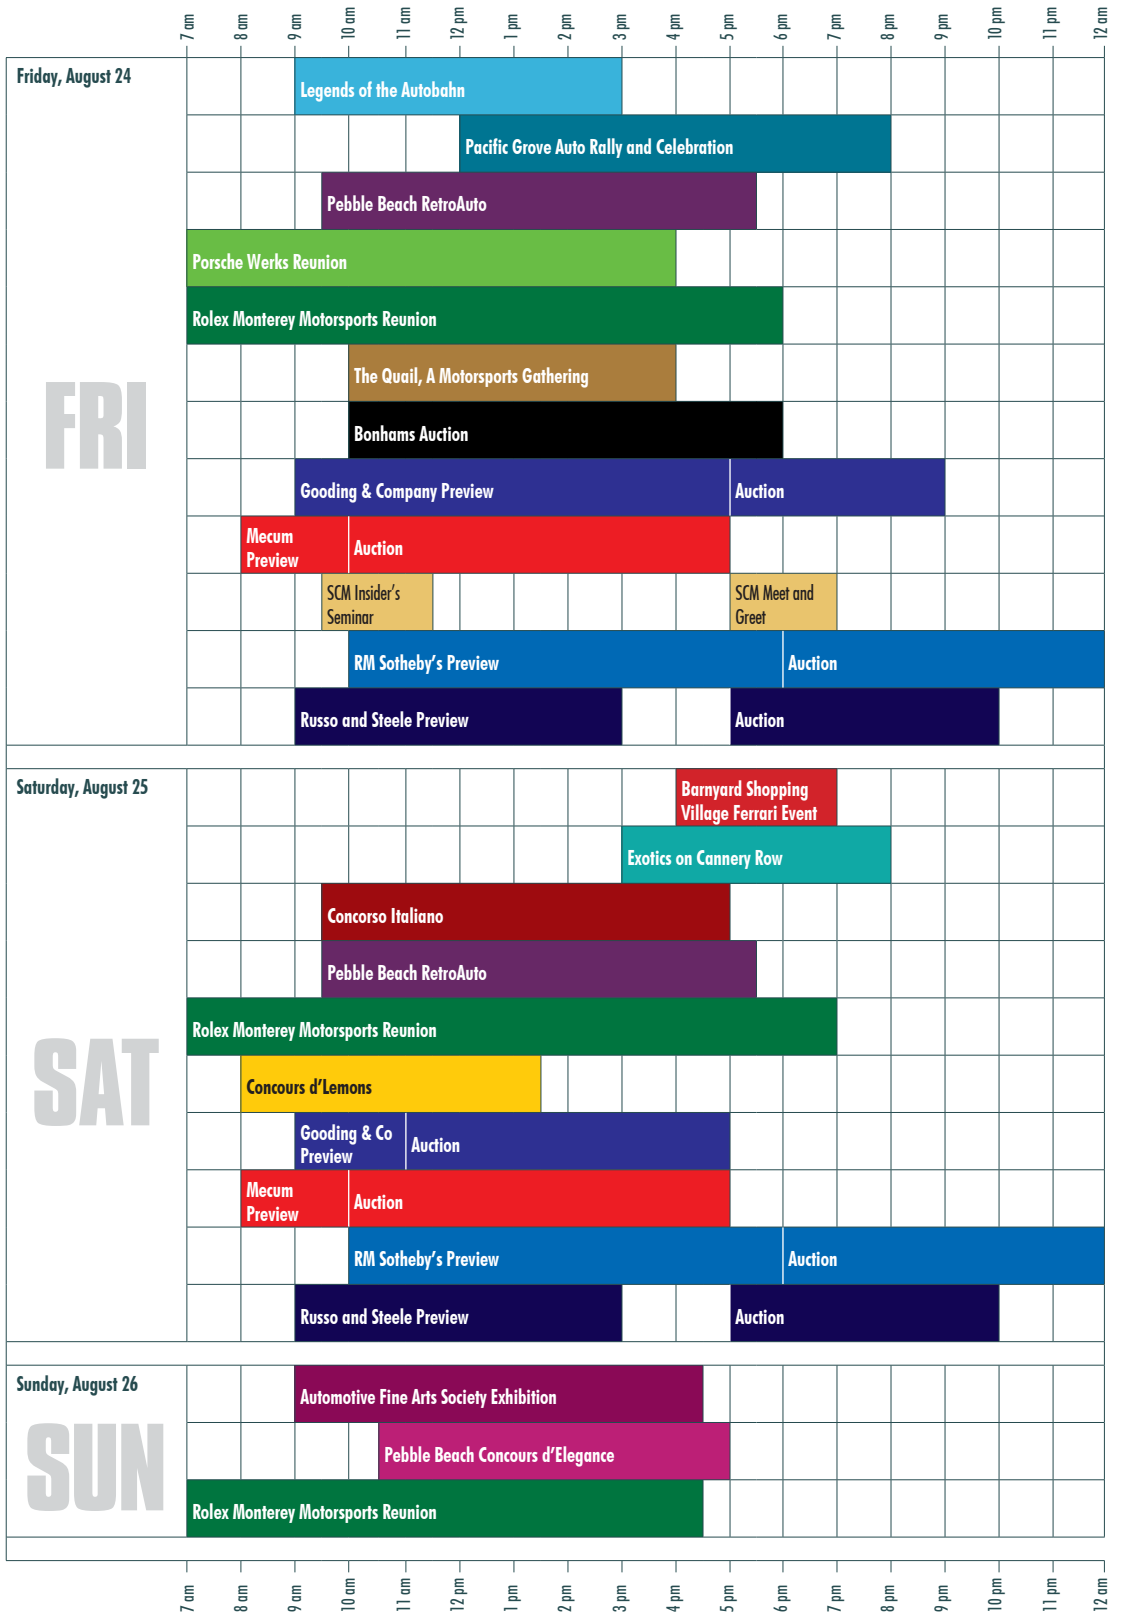 7 am
8 am
9 am
10 am
11 am
12 pm
1 pm
2 pm
3 pm
4 pm
5 pm
6 pm
7 pm
8 pm
9 pm
10 pm
11 pm
12 am
Friday, August 24
FRI
Legends of the Autobahn
Pacific Grove Auto Rally and Celebration
Pebble Beach RetroAuto
Porsche Werks Reunion
Rolex Monterey Motorsports Reunion
The Quail, A Motorsports Gathering
Bonhams Auction
Gooding & Company Preview
Auction
Mecum
Preview
Auction
SCM Insider's
Seminar
SCM Meet and
Greet
RM Sotheby's Preview
Auction
Russo and Steele Preview
Auction
Saturday, August 25
SAT
Barnyard Shopping
Village Ferrari Event
Exotics on Cannery Row
Concorso Italiano
Pebble Beach RetroAuto
Rolex Monterey Motorsports Reunion
Concours d'Lemons
Gooding & Co
Preview
Auction
Mecum
Preview
Auction
RM Sotheby's Preview
Auction
Russo and Steele Preview
Auction
Sunday, August 26
SUN
Automotive Fine Arts Society Exhibition
Pebble Beach Concours d'Elegance
Rolex Monterey Motorsports Reunion
7 am
8 am
9 am
10 am
11 am
12 pm
1 pm
2 pm
3 pm
4 pm
5 pm
6 pm
7 pm
8 pm
9 pm
10 pm
11 pm
12 am